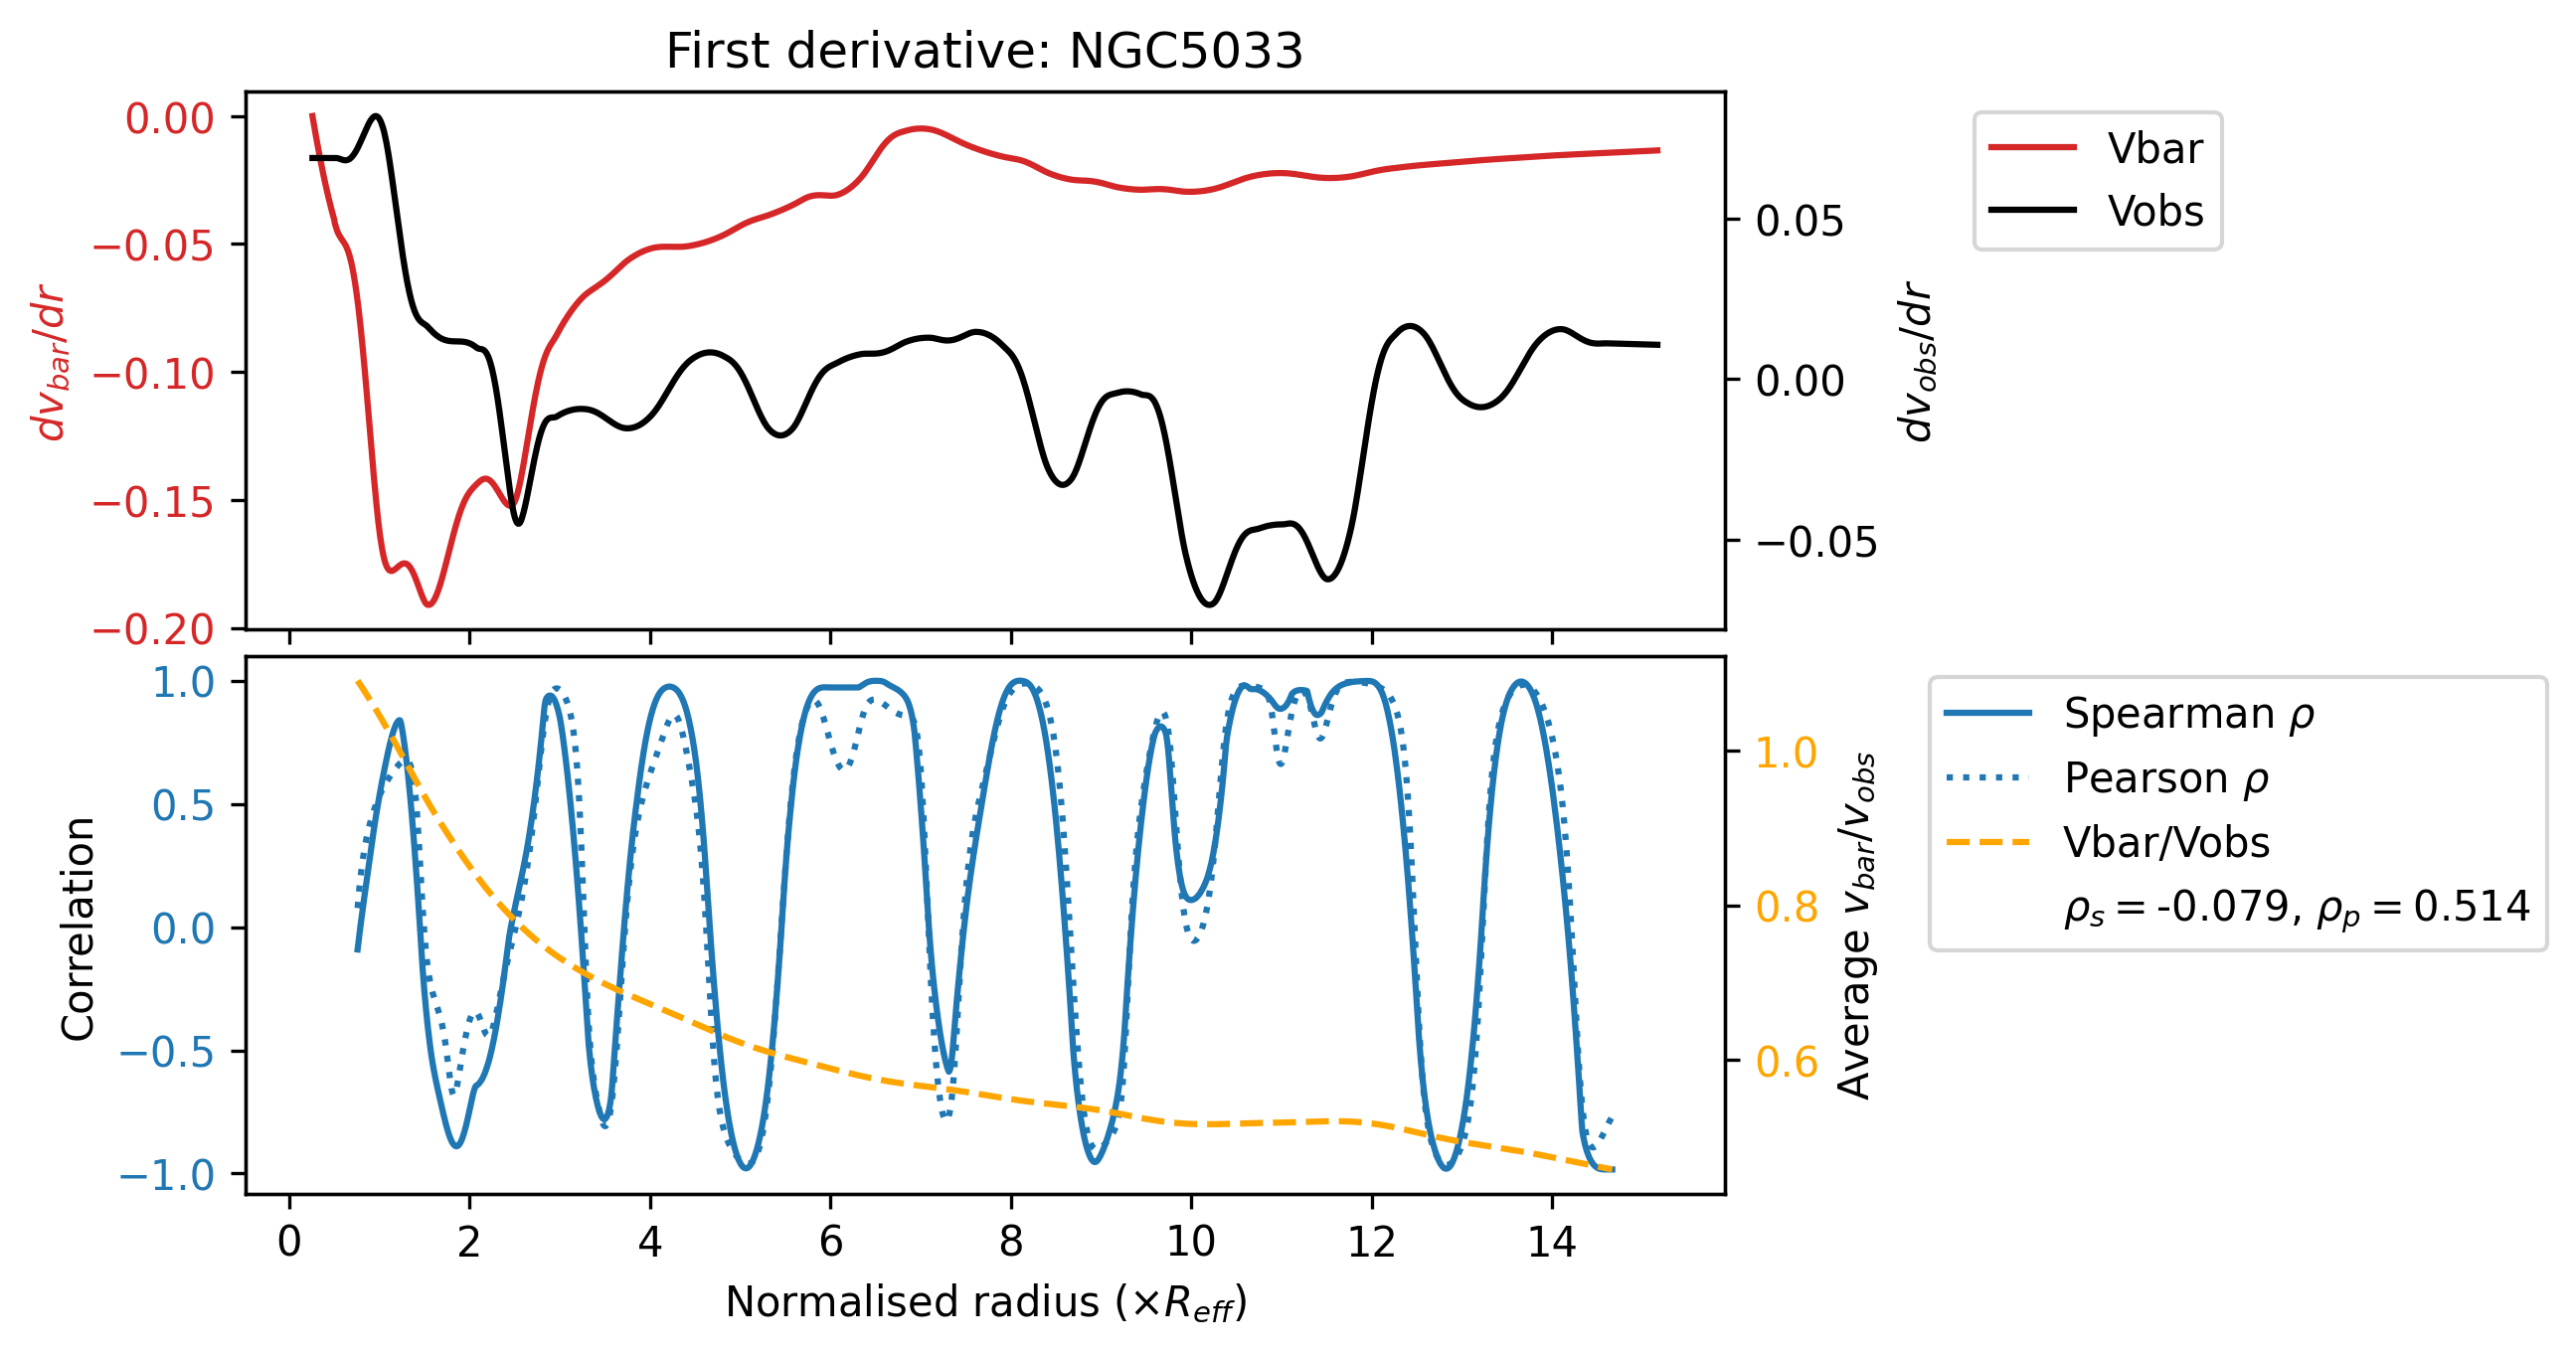 First derivative: NGC5033
0.00
−0.05
−0.10
−0.15
−0.20
dv_bar/dr
0.05
0.00
−0.05
dv_obs/dr
Vbar
Vobs
1.0
0.5
0.0
−0.5
−1.0
Correlation
1.0
0.8
0.6
Average v_bar/v_obs
Spearman ρ
Pearson ρ
Vbar/Vobs
ρ_s = -0.079, ρ_p = 0.514
0 2 4 6 8 10 12 14
Normalised radius (×R_eff)